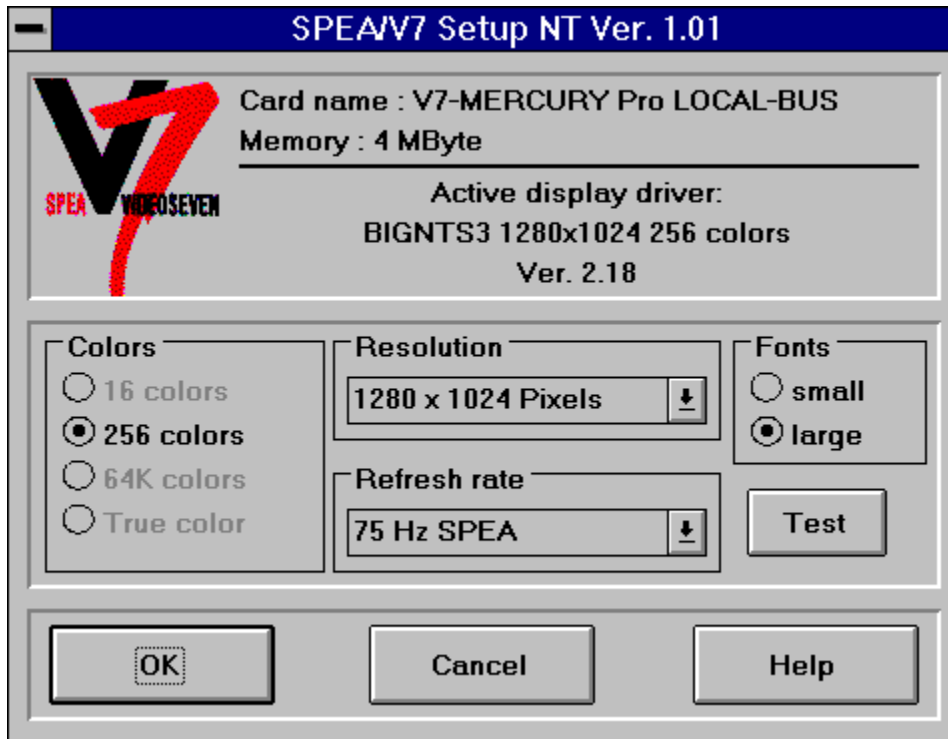 SPEA/V7 Setup NT Ver. 1.01
V7
SPEA VIDEOSEVEN
Card name : V7-MERCURY Pro LOCAL-BUS
Memory : 4 MByte
Active display driver:
BIGNTS3 1280x1024 256 colors
Ver. 2.18
Colors
16 colors
256 colors
64K colors
True color
Resolution
1280 x 1024 Pixels
Refresh rate
75 Hz SPEA
Fonts
small
large
Test
OK
Cancel
Help